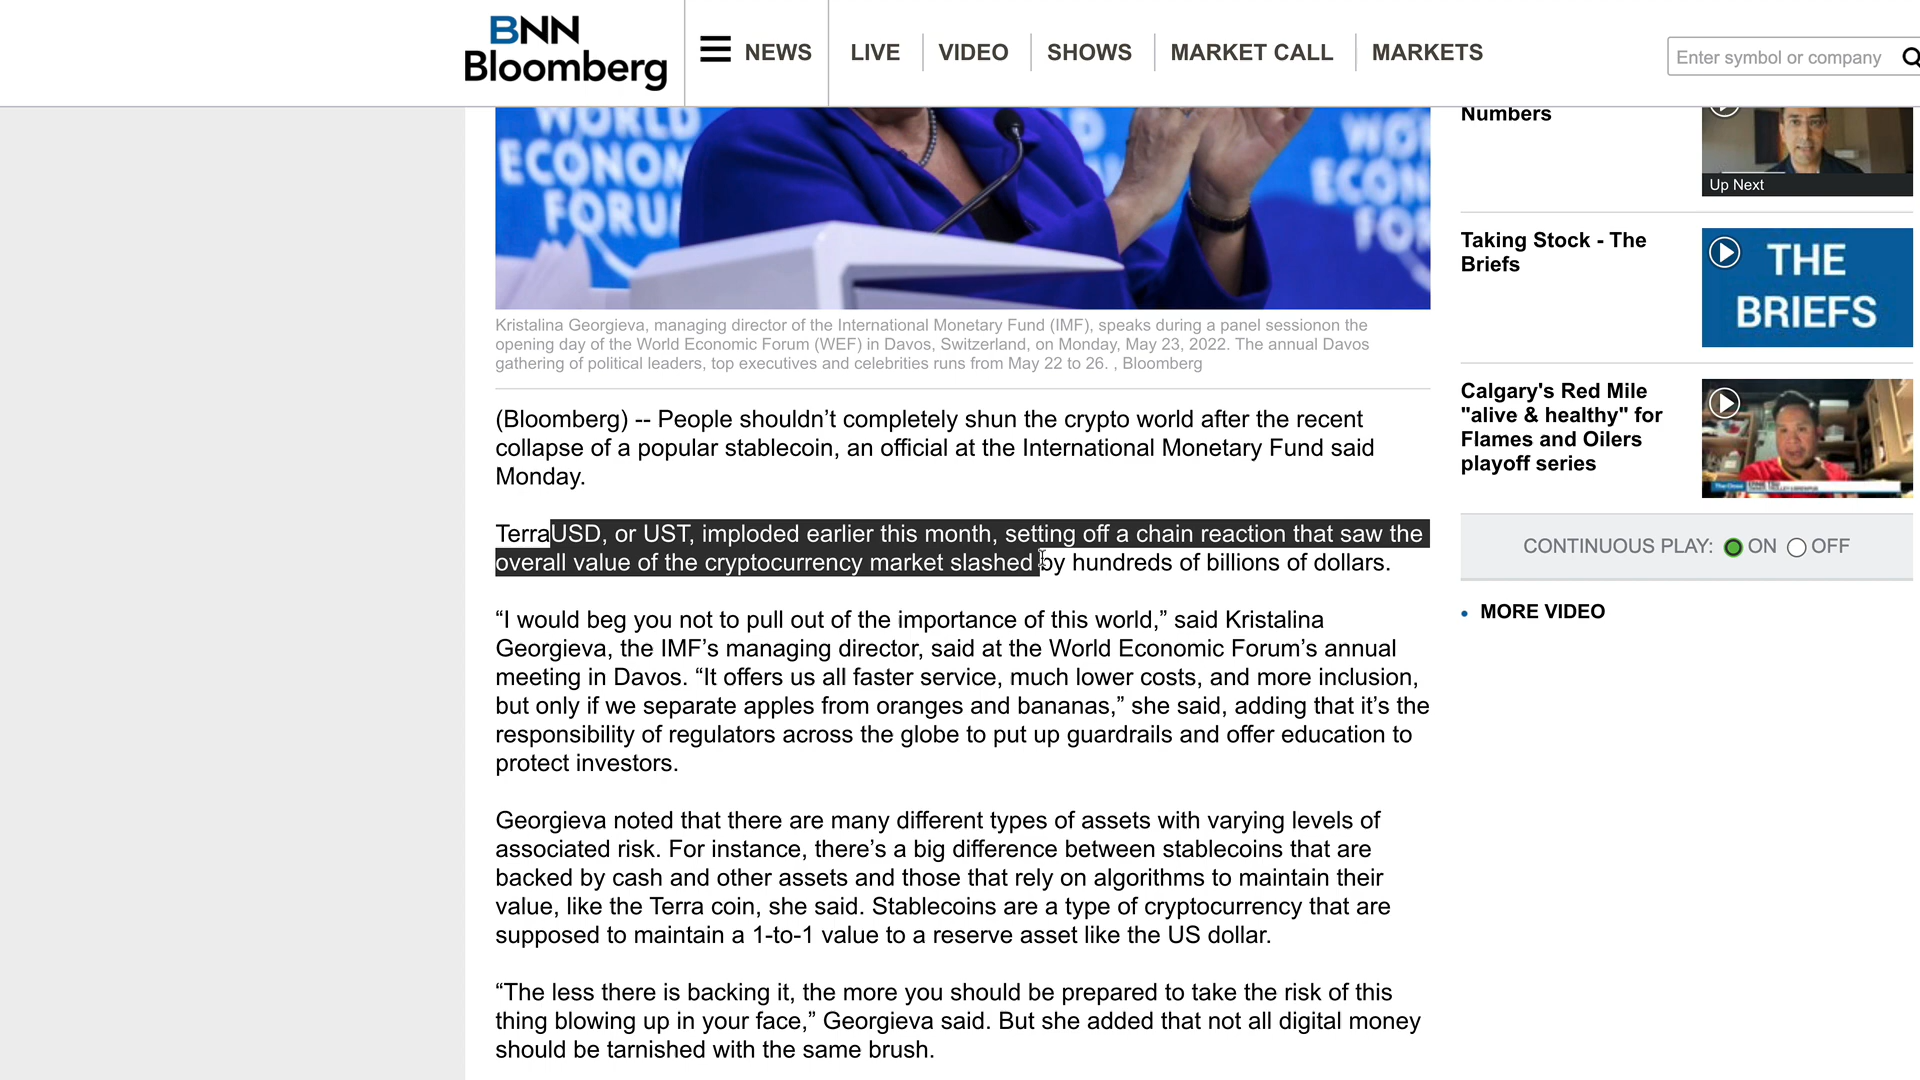 BNN
Bloomberg
NEWS
LIVE
VIDEO
SHOWS
MARKET CALL
MARKETS
Enter symbol or company
WORLD
ECONOM
FORU
WO
ECON
FO
Kristalina Georgieva, managing director of the International Monetary Fund (IMF), speaks during a panel sessionon the
opening day of the World Economic Forum (WEF) in Davos, Switzerland, on Monday, May 23, 2022. The annual Davos
gathering of political leaders, top executives and celebrities runs from May 22 to 26. , Bloomberg
(Bloomberg) -- People shouldn’t completely shun the crypto world after the recent
collapse of a popular stablecoin, an official at the International Monetary Fund said
Monday.
TerraUSD, or UST, imploded earlier this month, setting off a chain reaction that saw the
overall value of the cryptocurrency market slashed by hundreds of billions of dollars.
“I would beg you not to pull out of the importance of this world,” said Kristalina
Georgieva, the IMF’s managing director, said at the World Economic Forum’s annual
meeting in Davos. “It offers us all faster service, much lower costs, and more inclusion,
but only if we separate apples from oranges and bananas,” she said, adding that it’s the
responsibility of regulators across the globe to put up guardrails and offer education to
protect investors.
Georgieva noted that there are many different types of assets with varying levels of
associated risk. For instance, there’s a big difference between stablecoins that are
backed by cash and other assets and those that rely on algorithms to maintain their
value, like the Terra coin, she said. Stablecoins are a type of cryptocurrency that are
supposed to maintain a 1-to-1 value to a reserve asset like the US dollar.
“The less there is backing it, the more you should be prepared to take the risk of this
thing blowing up in your face,” Georgieva said. But she added that not all digital money
should be tarnished with the same brush.
Numbers
Up Next
Taking Stock - The
Briefs
THE
BRIEFS
Calgary's Red Mile
"alive & healthy" for
Flames and Oilers
playoff series
CONTINUOUS PLAY: ON OFF
MORE VIDEO